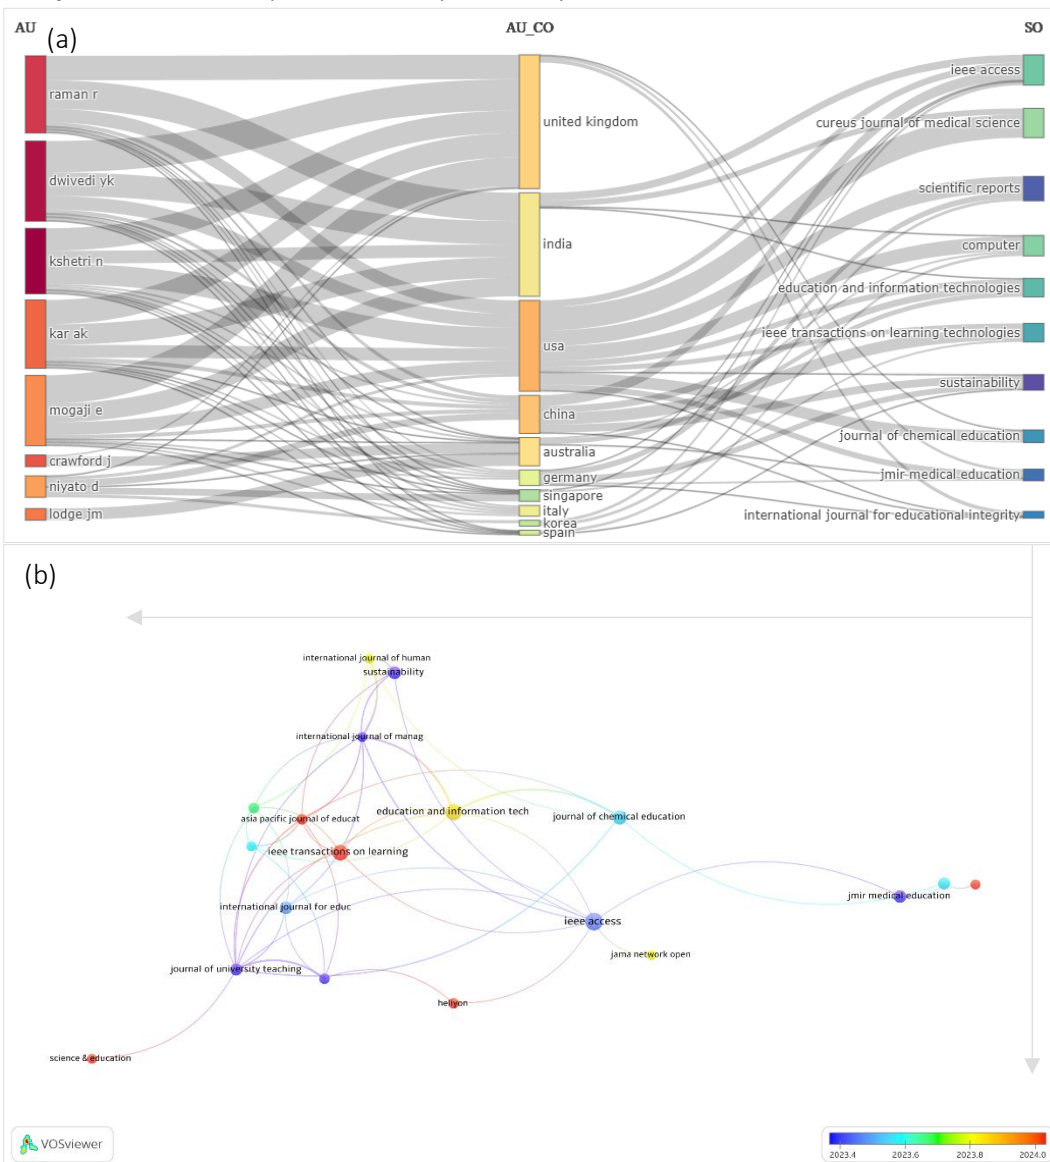 AU AU_CO SO
(a)
raman r
dwivedi yk
kshetri n
kar ak
mogaji e
crawford j
niyato d
lodge jm
united kingdom
india
usa
china
australia
germany
singapore
italy
korea
spain
ieee access
cureus journal of medical science
scientific reports
computer
education and information technologies
ieee transactions on learning technologies
sustainability
journal of chemical education
jmir medical education
international journal for educational integrity
(b)
international journal of human
sustainability
international journal of manag
education and information tech
asia pacific journal of educat
journal of chemical education
ieee transactions on learning
jmir medical education
international journal for educ
ieee access
jama network open
journal of university teaching
heliyon
science & education
VOSviewer
2023.4 2023.6 2023.8 2024.0